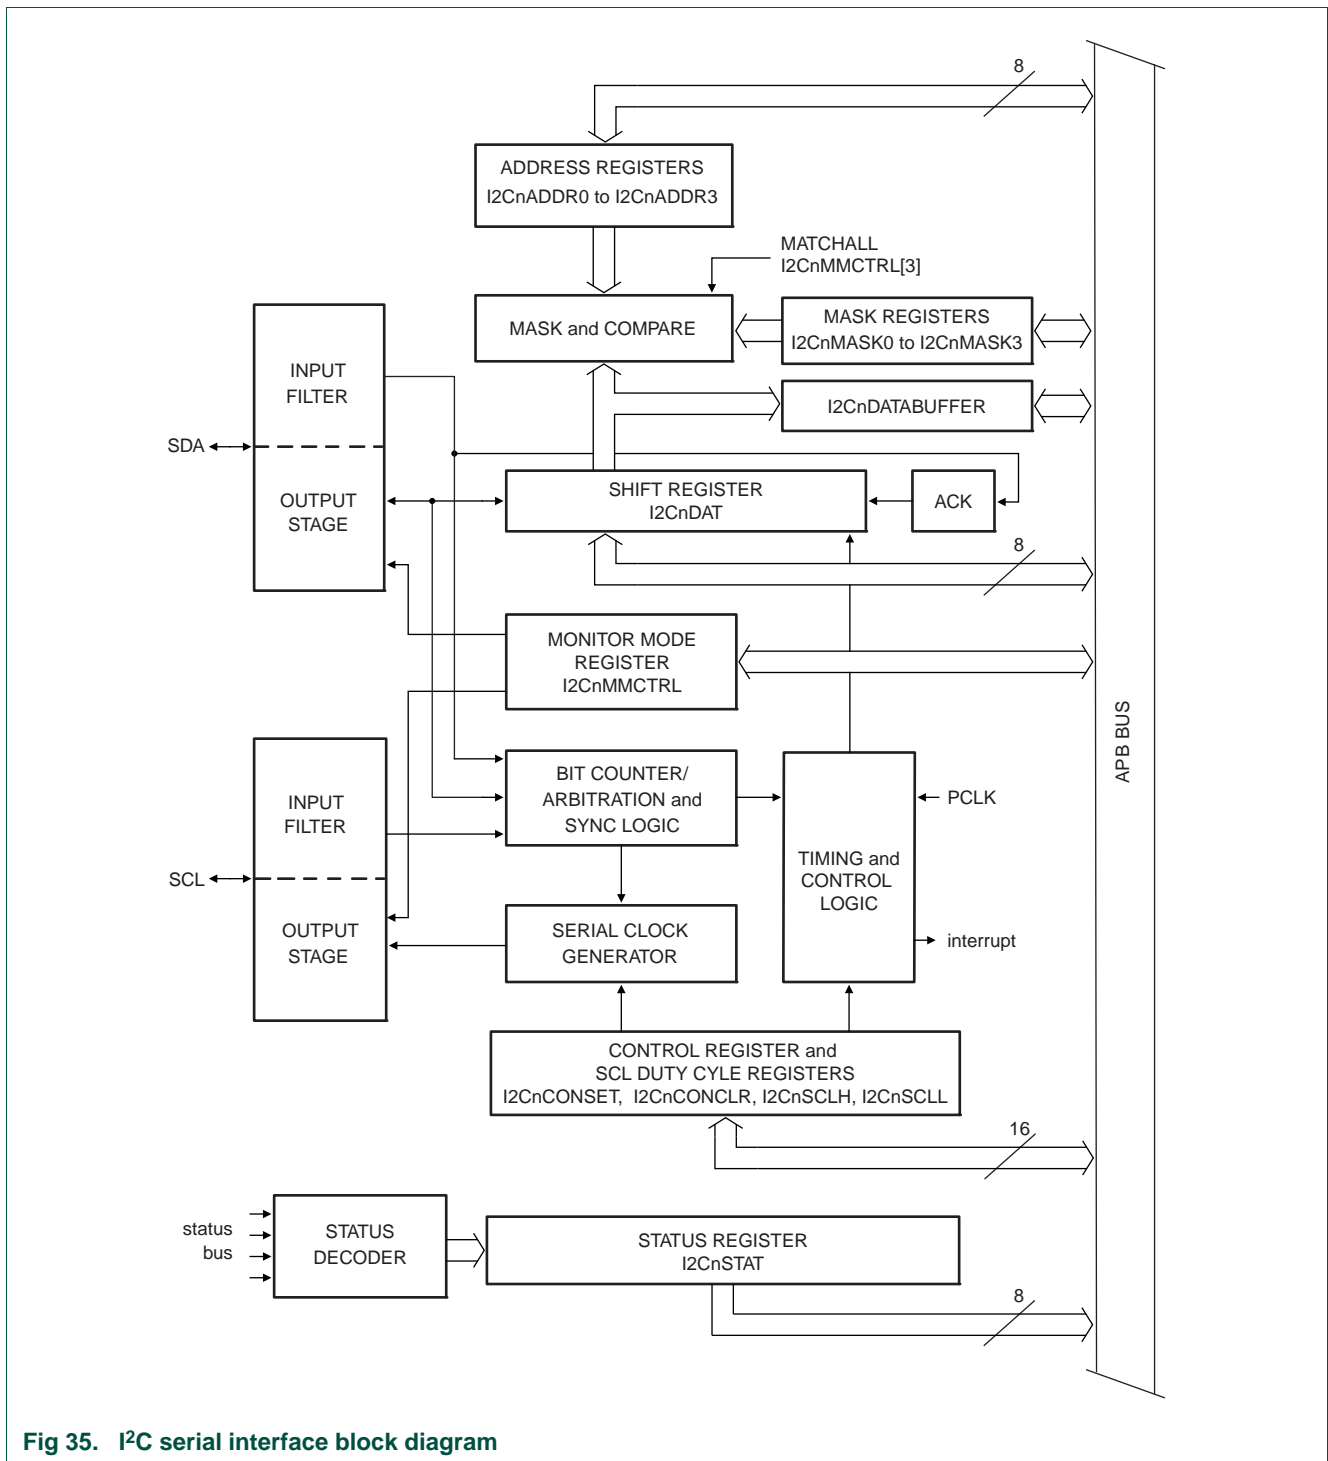 8
ADDRESS REGISTERS
I2CnADDR0 to I2CnADDR3
MATCHALL
I2CnMMCTRL[3]
MASK and COMPARE
MASK REGISTERS
I2CnMASK0 to I2CnMASK3
I2CnDATABUFFER
INPUT
FILTER
SDA
OUTPUT
STAGE
SHIFT REGISTER
I2CnDAT
ACK
8
MONITOR MODE
REGISTER
I2CnMMCTRL
APB BUS
INPUT
FILTER
SCL
OUTPUT
STAGE
BIT COUNTER/
ARBITRATION and
SYNC LOGIC
PCLK
TIMING and
CONTROL
LOGIC
interrupt
SERIAL CLOCK
GENERATOR
CONTROL REGISTER and
SCL DUTY CYLE REGISTERS
I2CnCONSET, I2CnCONCLR, I2CnSCLH, I2CnSCLL
16
status
bus
STATUS
DECODER
STATUS REGISTER
I2CnSTAT
8
Fig 35. I²C serial interface block diagram